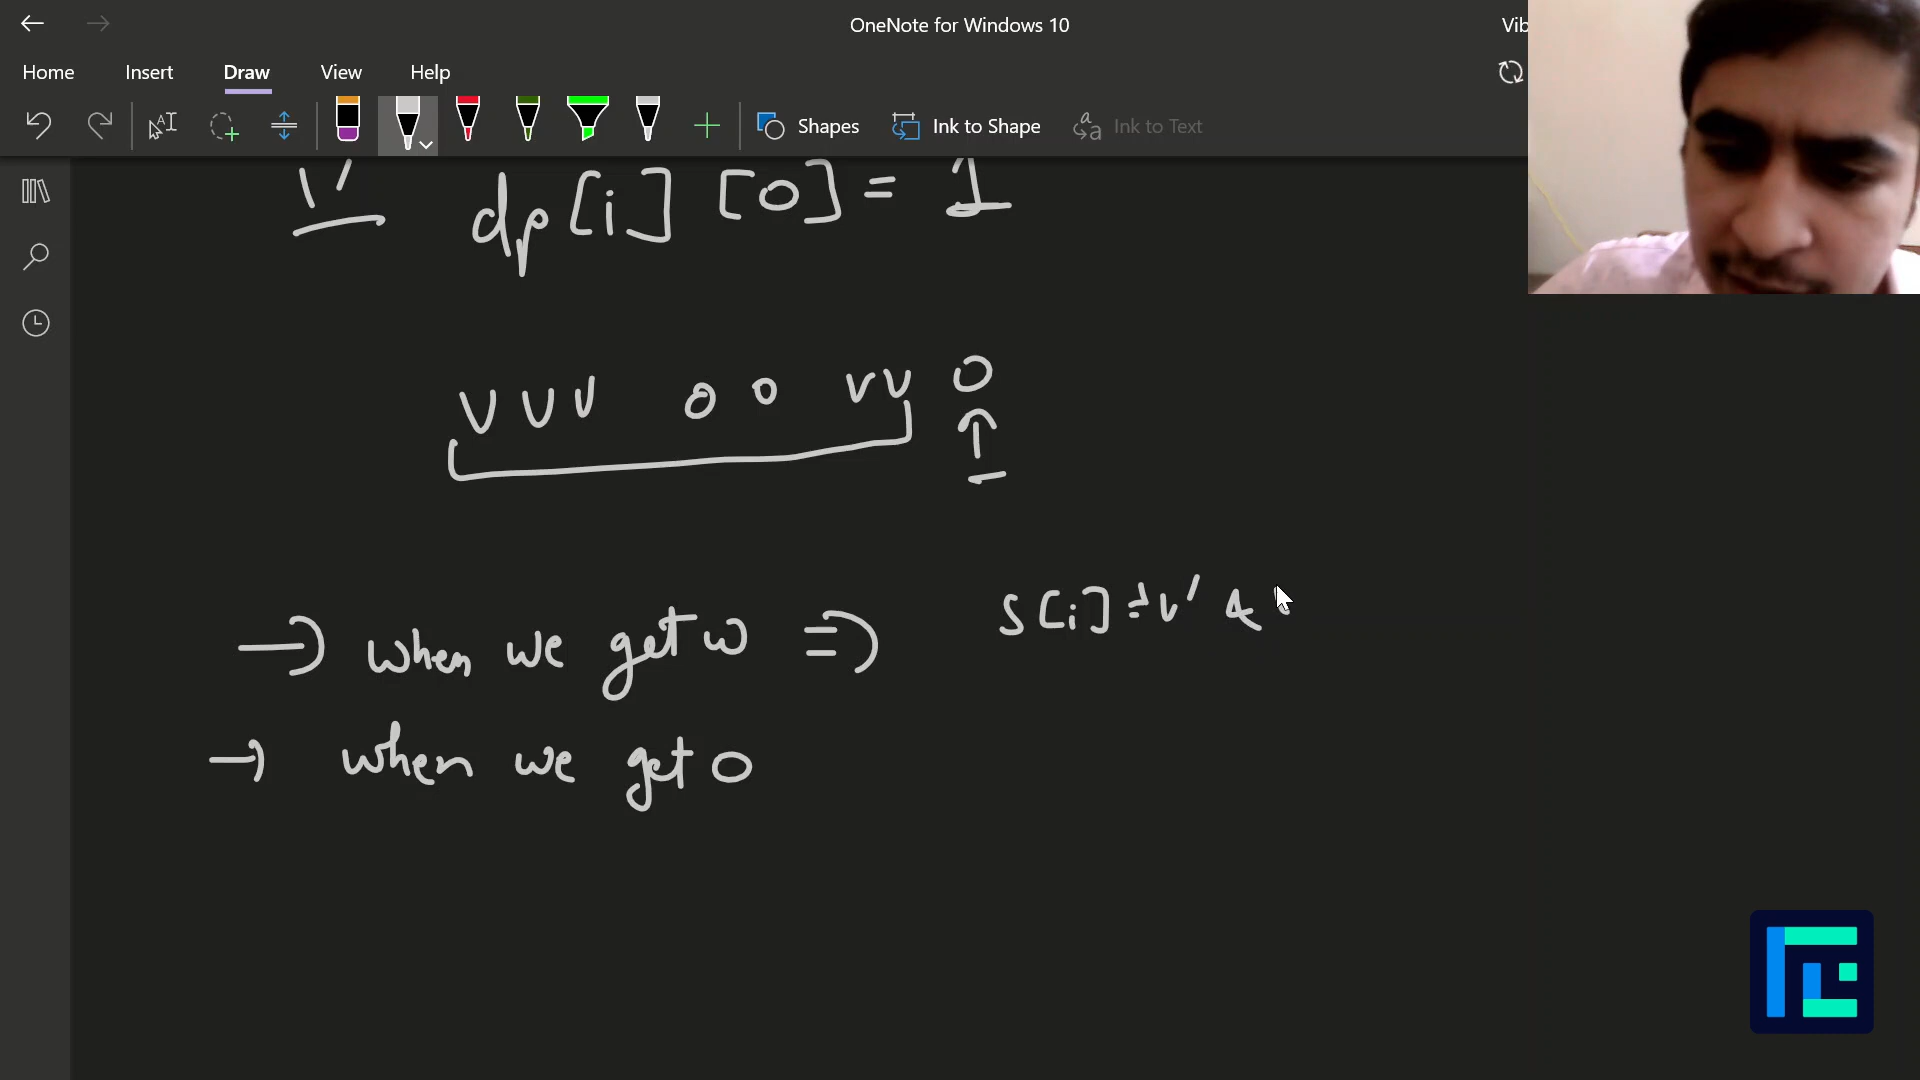 OneNote for Windows 10
Vib
Home Insert Draw View Help
Shapes Ink to Shape Ink to Text
dp[i] [0] = 1
v v v o o v v o
→ when we get w ⇒ s[i]='v' &
→ when we get o